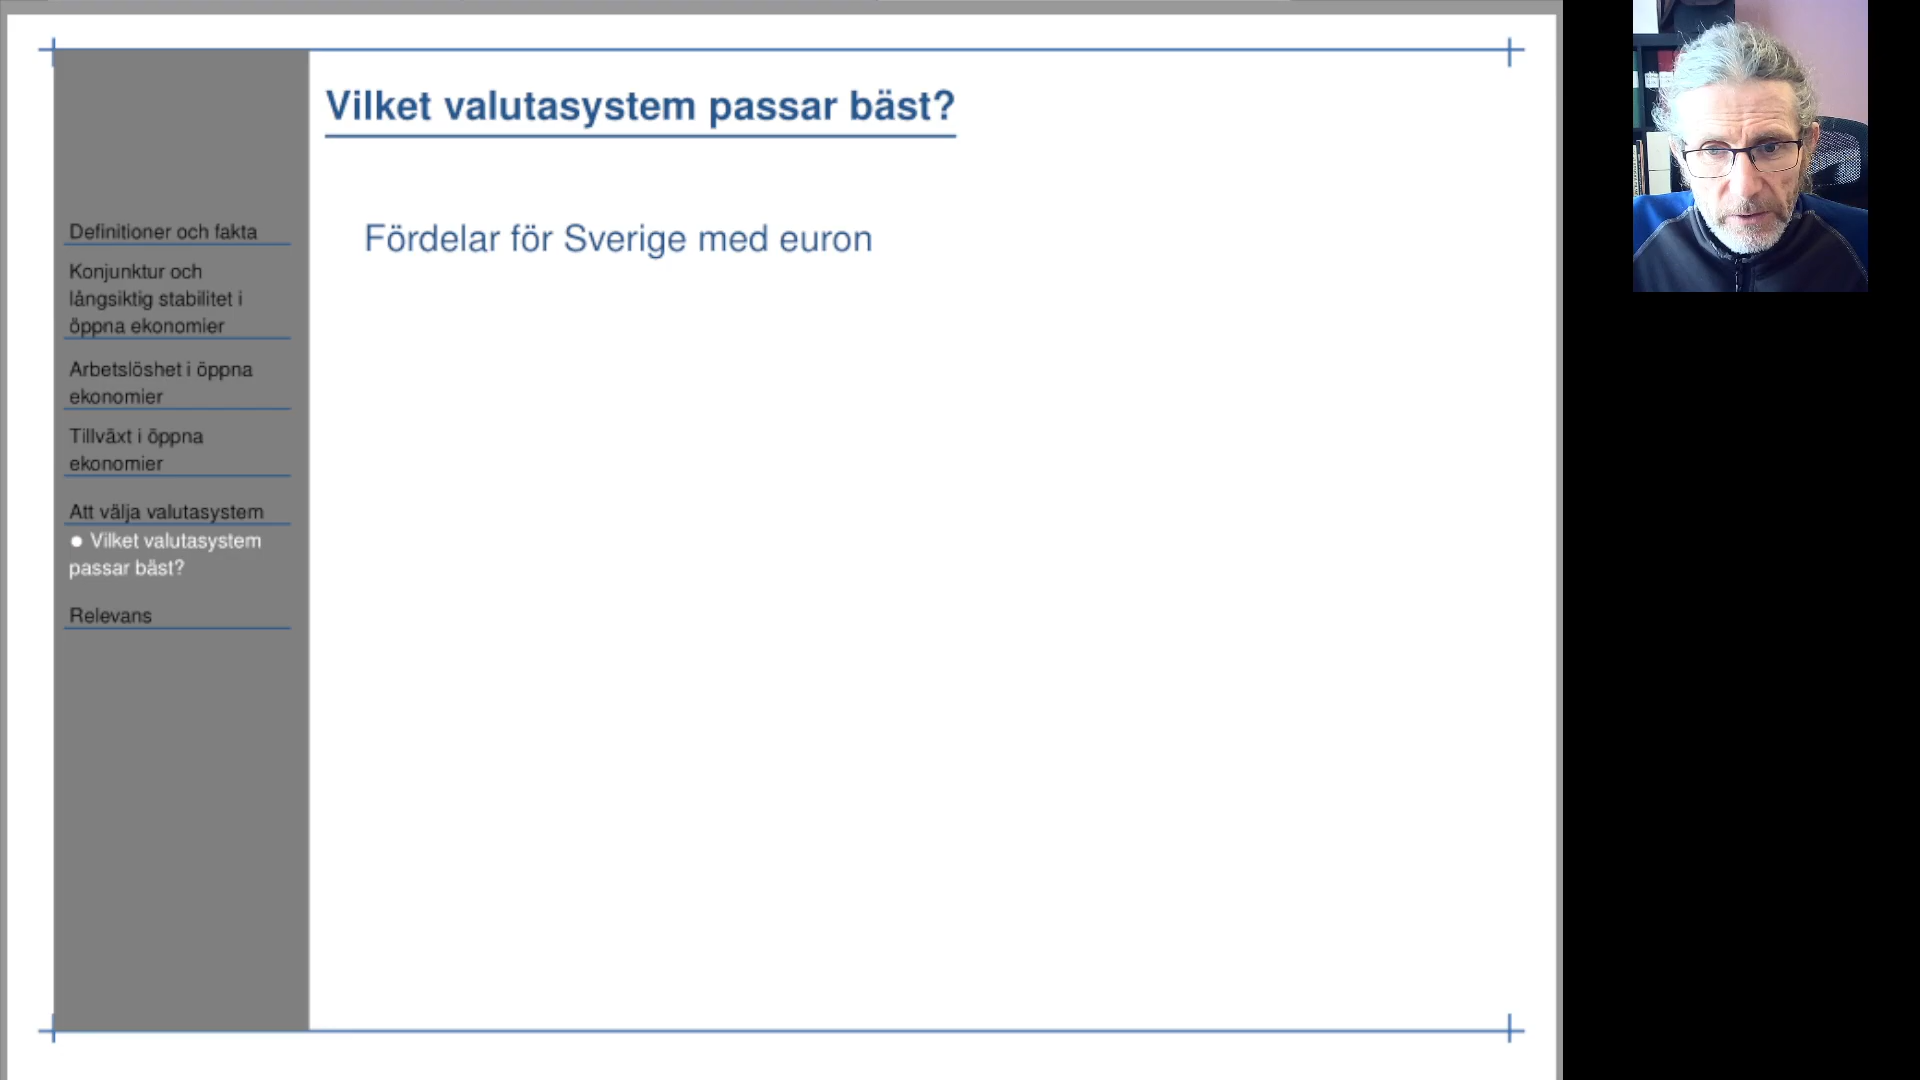 Vilket valutasystem passar bäst?
Fördelar för Sverige med euron
Definitioner och fakta
Konjunktur och
långsiktig stabilitet i
öppna ekonomier
Arbetslöshet i öppna
ekonomier
Tillväxt i öppna
ekonomier
Att välja valutasystem
● Vilket valutasystem
passar bäst?
Relevans